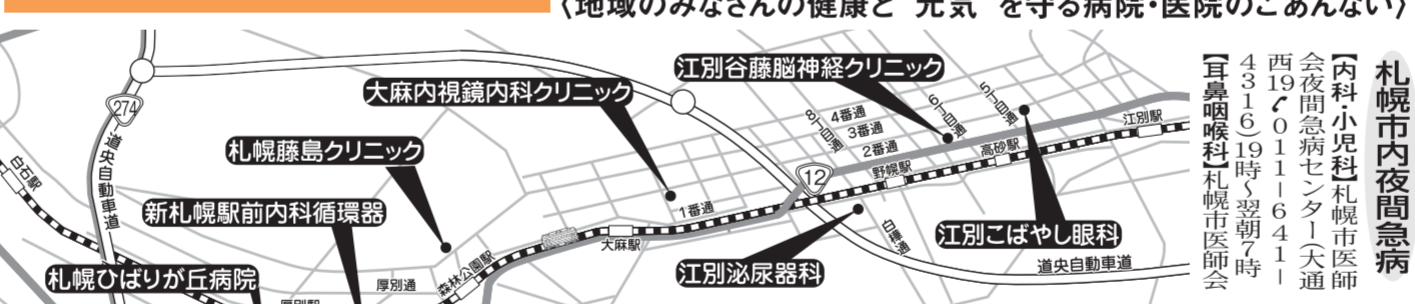 〈地域のみなさんの健康と“元気”を守る病院・医院のごあんない〉
札幌市内夜間急病
【内科・小児科】札幌市医師
会夜間急病センター(大通
西19 ✆011-641-
4316)19時～翌朝7時
【耳鼻咽喉科】札幌市医師会
江別谷藤脳神経クリニック
大麻内視鏡内科クリニック
札幌藤島クリニック
新札幌駅前内科循環器
札幌ひばりが丘病院
江別こばやし眼科
江別泌尿器科
274
道央自動車道
白石駅
厚別通
厚別駅
森林公園駅
大麻駅
1番通
2番通
3番通
4番通
8丁目通
6丁目通
5丁目通
12
野幌駅
高砂駅
江別駅
白樺通
道央自動車道